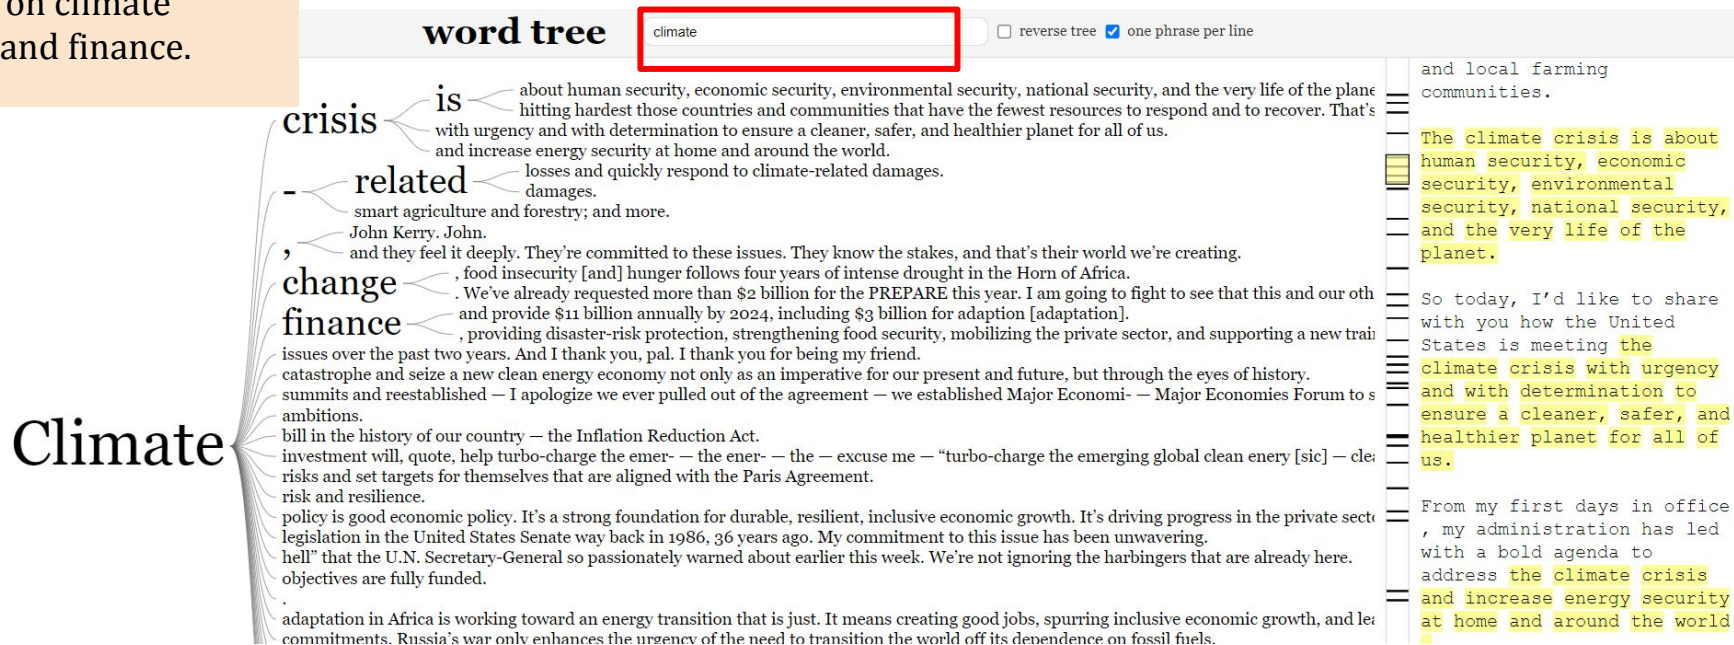 on climate
and finance.
word tree
climate
reverse tree
one phrase per line
Climate
crisis
is
about human security, economic security, environmental security, national security, and the very life of the plane
hitting hardest those countries and communities that have the fewest resources to respond and to recover. That's
with urgency and with determination to ensure a cleaner, safer, and healthier planet for all of us.
and increase energy security at home and around the world.
-
related
losses and quickly respond to climate-related damages.
damages.
smart agriculture and forestry; and more.
,
John Kerry. John.
and they feel it deeply. They're committed to these issues. They know the stakes, and that's their world we're creating.
change
, food insecurity [and] hunger follows four years of intense drought in the Horn of Africa.
. We've already requested more than $2 billion for the PREPARE this year. I am going to fight to see that this and our oth
finance
and provide $11 billion annually by 2024, including $3 billion for adaption [adaptation].
, providing disaster-risk protection, strengthening food security, mobilizing the private sector, and supporting a new trai
issues over the past two years. And I thank you, pal. I thank you for being my friend.
catastrophe and seize a new clean energy economy not only as an imperative for our present and future, but through the eyes of history.
summits and reestablished — I apologize we ever pulled out of the agreement — we established Major Economi- — Major Economies Forum to s
ambitions.
bill in the history of our country — the Inflation Reduction Act.
investment will, quote, help turbo-charge the emer- — the ener- — the — excuse me — "turbo-charge the emerging global clean enery [sic] — clea
risks and set targets for themselves that are aligned with the Paris Agreement.
risk and resilience.
policy is good economic policy. It's a strong foundation for durable, resilient, inclusive economic growth. It's driving progress in the private secto
legislation in the United States Senate way back in 1986, 36 years ago. My commitment to this issue has been unwavering.
hell" that the U.N. Secretary-General so passionately warned about earlier this week. We're not ignoring the harbingers that are already here.
objectives are fully funded.
.
adaptation in Africa is working toward an energy transition that is just. It means creating good jobs, spurring inclusive economic growth, and lea
commitments. Russia's war only enhances the urgency of the need to transition the world off its dependence on fossil fuels.
and local farming
communities.
The climate crisis is about
human security, economic
security, environmental
security, national security,
and the very life of the
planet.
So today, I'd like to share
with you how the United
States is meeting the
climate crisis with urgency
and with determination to
ensure a cleaner, safer, and
healthier planet for all of
us.
From my first days in office
, my administration has led
with a bold agenda to
address the climate crisis
and increase energy security
at home and around the world